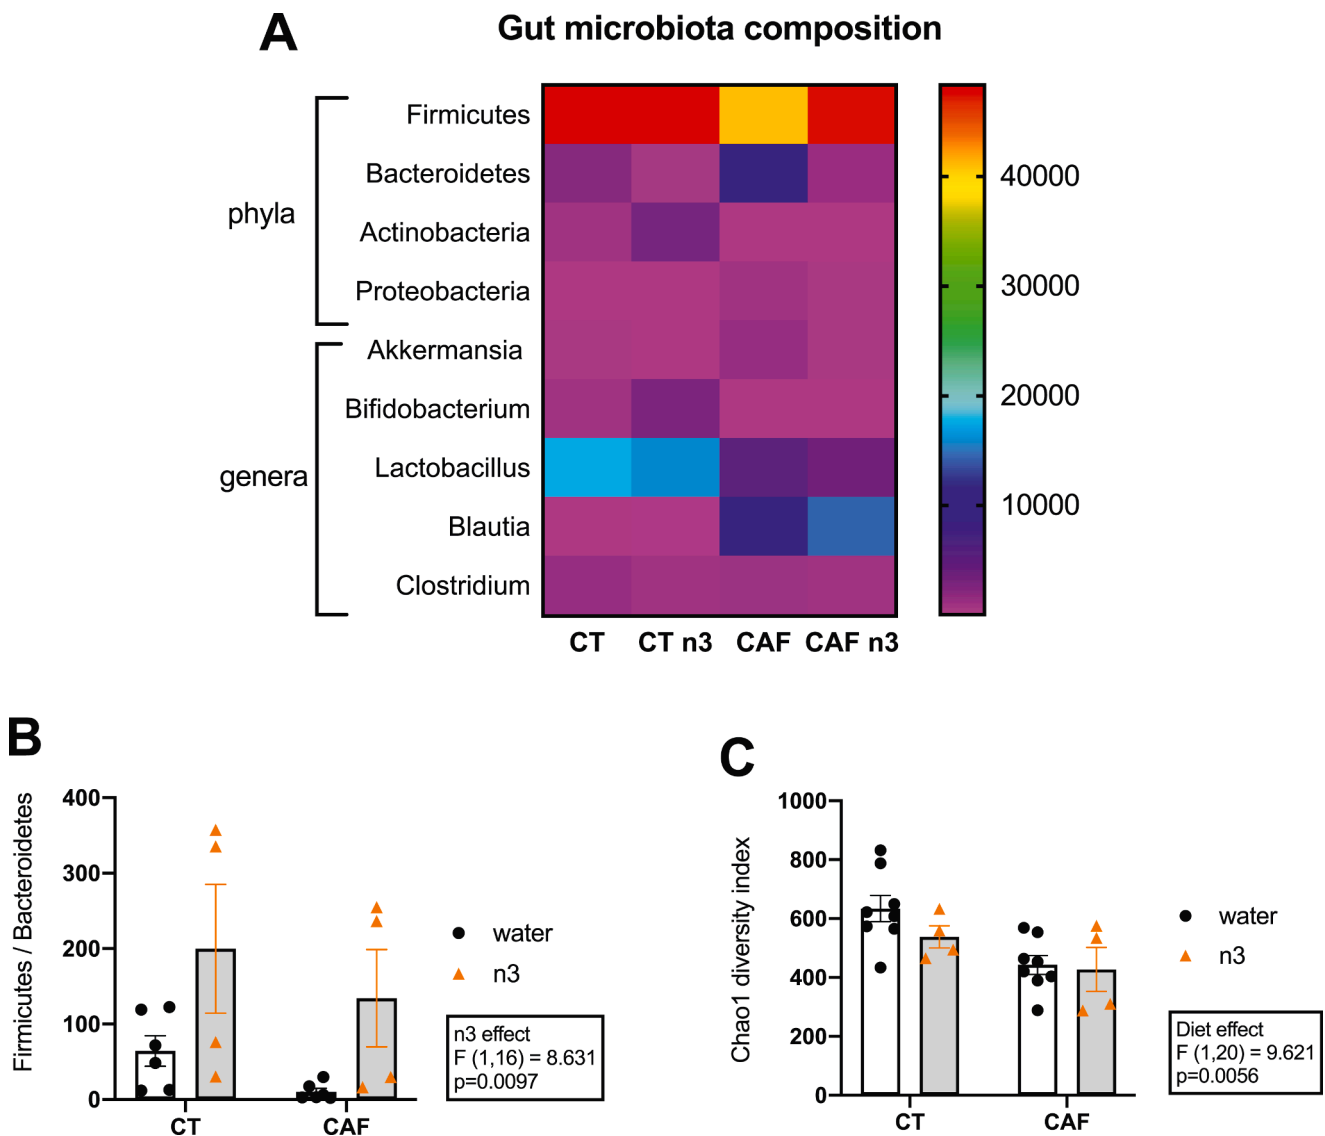 A
Gut microbiota composition
phyla
Firmicutes
Bacteroidetes
Actinobacteria
Proteobacteria
genera
Akkermansia
Bifidobacterium
Lactobacillus
Blautia
Clostridium
CT CT n3 CAF CAF n3
40000
30000
20000
10000
B
Firmicutes / Bacteroidetes
400
300
200
100
0
CT CAF
water
n3
n3 effect
F (1,16) = 8.631
p=0.0097
C
Chao1 diversity index
1000
800
600
400
200
0
CT CAF
water
n3
Diet effect
F (1,20) = 9.621
p=0.0056